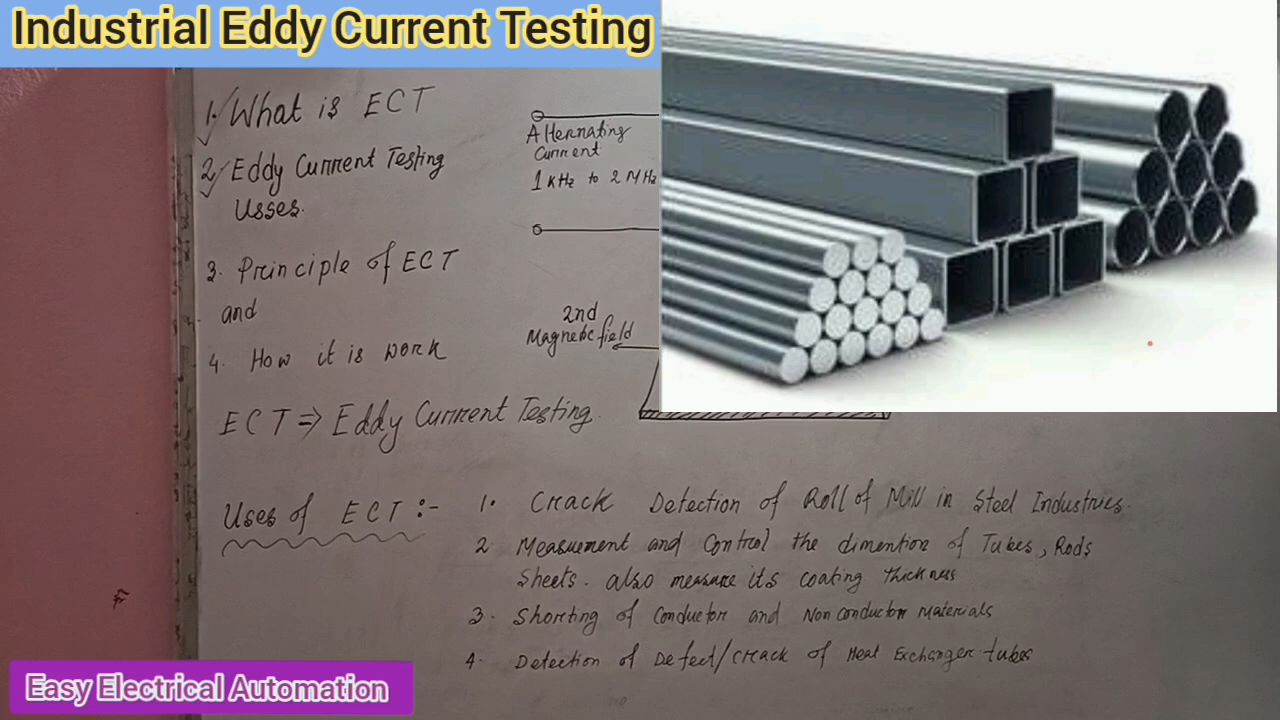 Industrial Eddy Current Testing
1. What is ECT
2. Eddy Current Testing
Usses.
3. Principle of ECT
and
4. How it is work
Alternating
Current
1 KHz to 2 MHz
2nd
Magnetic field
ECT ⇒ Eddy Current Testing.
Uses of ECT :-
1. Crack Detection of Roll of Mill in Steel Industries.
2. Measurement and Control the dimention of Tubes, Rods
Sheets. also measure its coating thickness
3. Shorting of Conductor and Non conductor Materials
4. Detection of Defect/Crack of Heat Exchanger tubes
Easy Electrical Automation